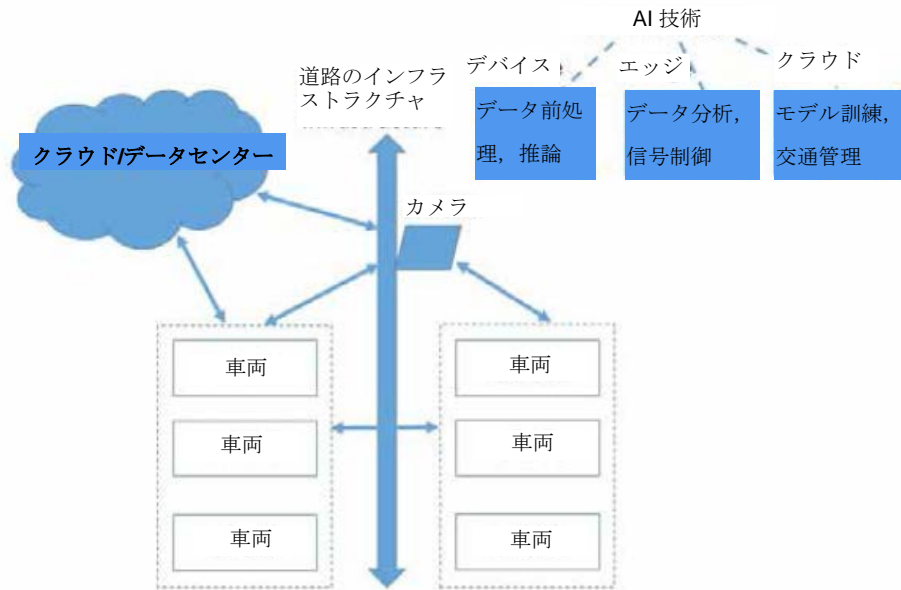 AI 技術
デバイス
エッジ
クラウド
道路のインフラ
ストラクチャ
データ前処
理，推論
データ分析，
信号制御
モデル訓練，
交通管理
クラウド/データセンター
カメラ
車両
車両
車両
車両
車両
車両